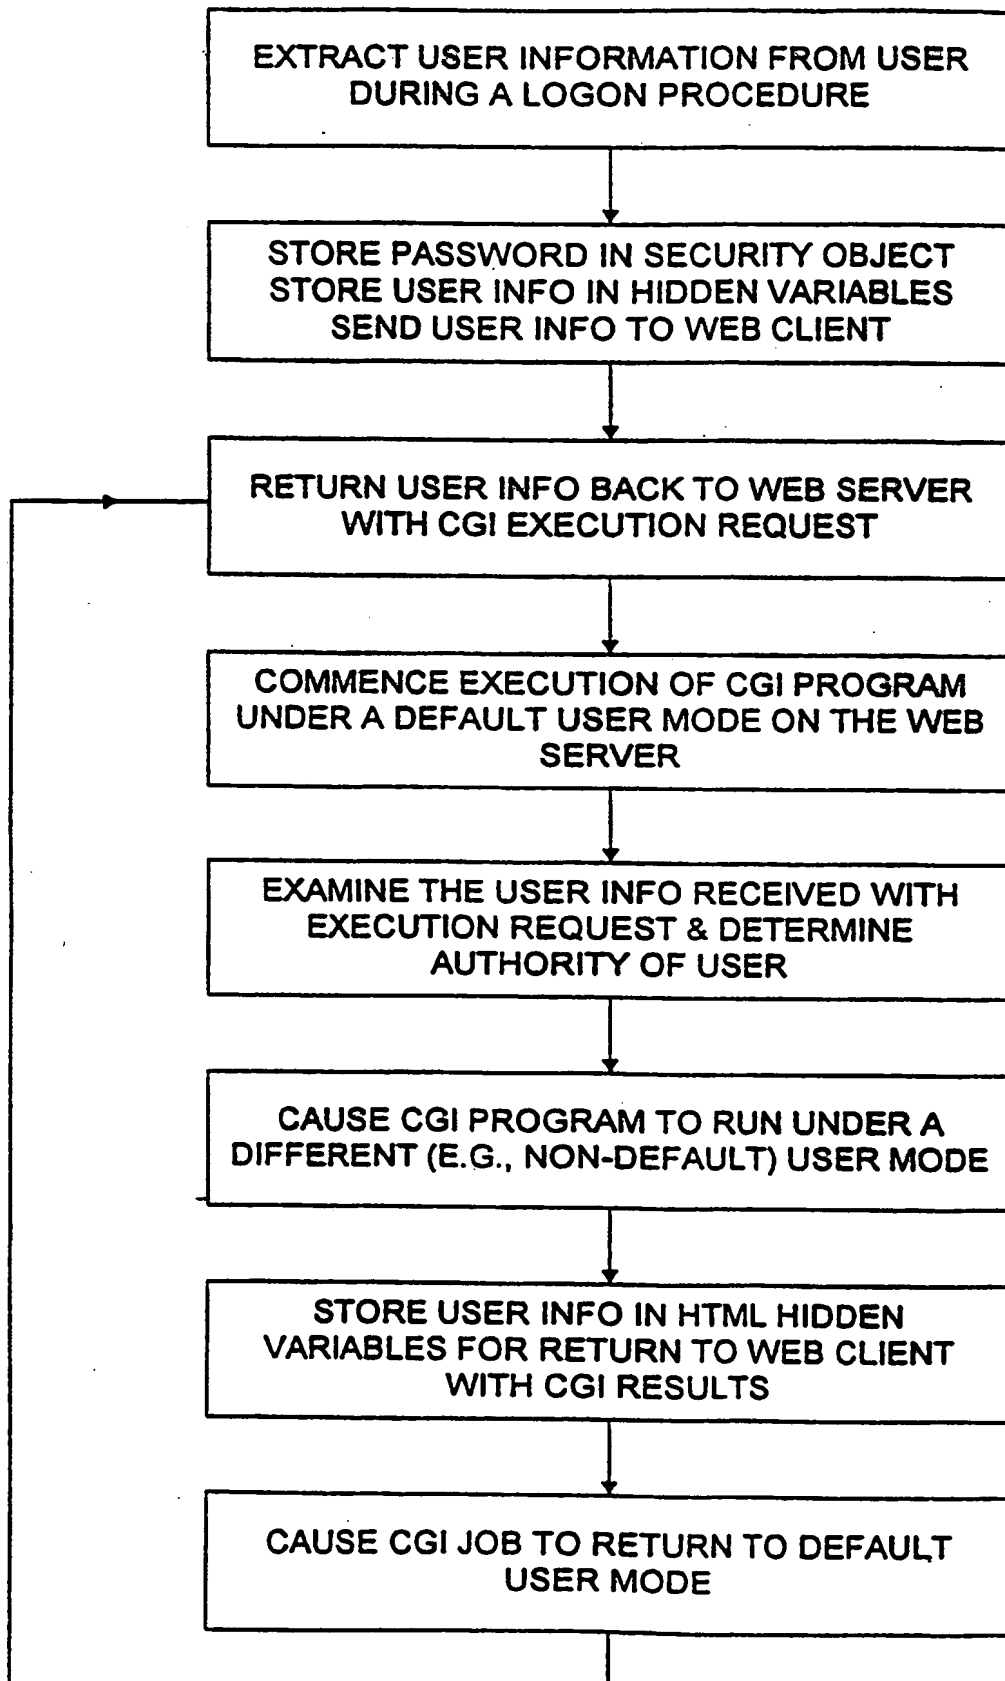 EXTRACT USER INFORMATION FROM USER
DURING A LOGON PROCEDURE
STORE PASSWORD IN SECURITY OBJECT
STORE USER INFO IN HIDDEN VARIABLES
SEND USER INFO TO WEB CLIENT
RETURN USER INFO BACK TO WEB SERVER
WITH CGI EXECUTION REQUEST
COMMENCE EXECUTION OF CGI PROGRAM
UNDER A DEFAULT USER MODE ON THE WEB
SERVER
EXAMINE THE USER INFO RECEIVED WITH
EXECUTION REQUEST & DETERMINE
AUTHORITY OF USER
CAUSE CGI PROGRAM TO RUN UNDER A
DIFFERENT (E.G., NON-DEFAULT) USER MODE
STORE USER INFO IN HTML HIDDEN
VARIABLES FOR RETURN TO WEB CLIENT
WITH CGI RESULTS
CAUSE CGI JOB TO RETURN TO DEFAULT
USER MODE